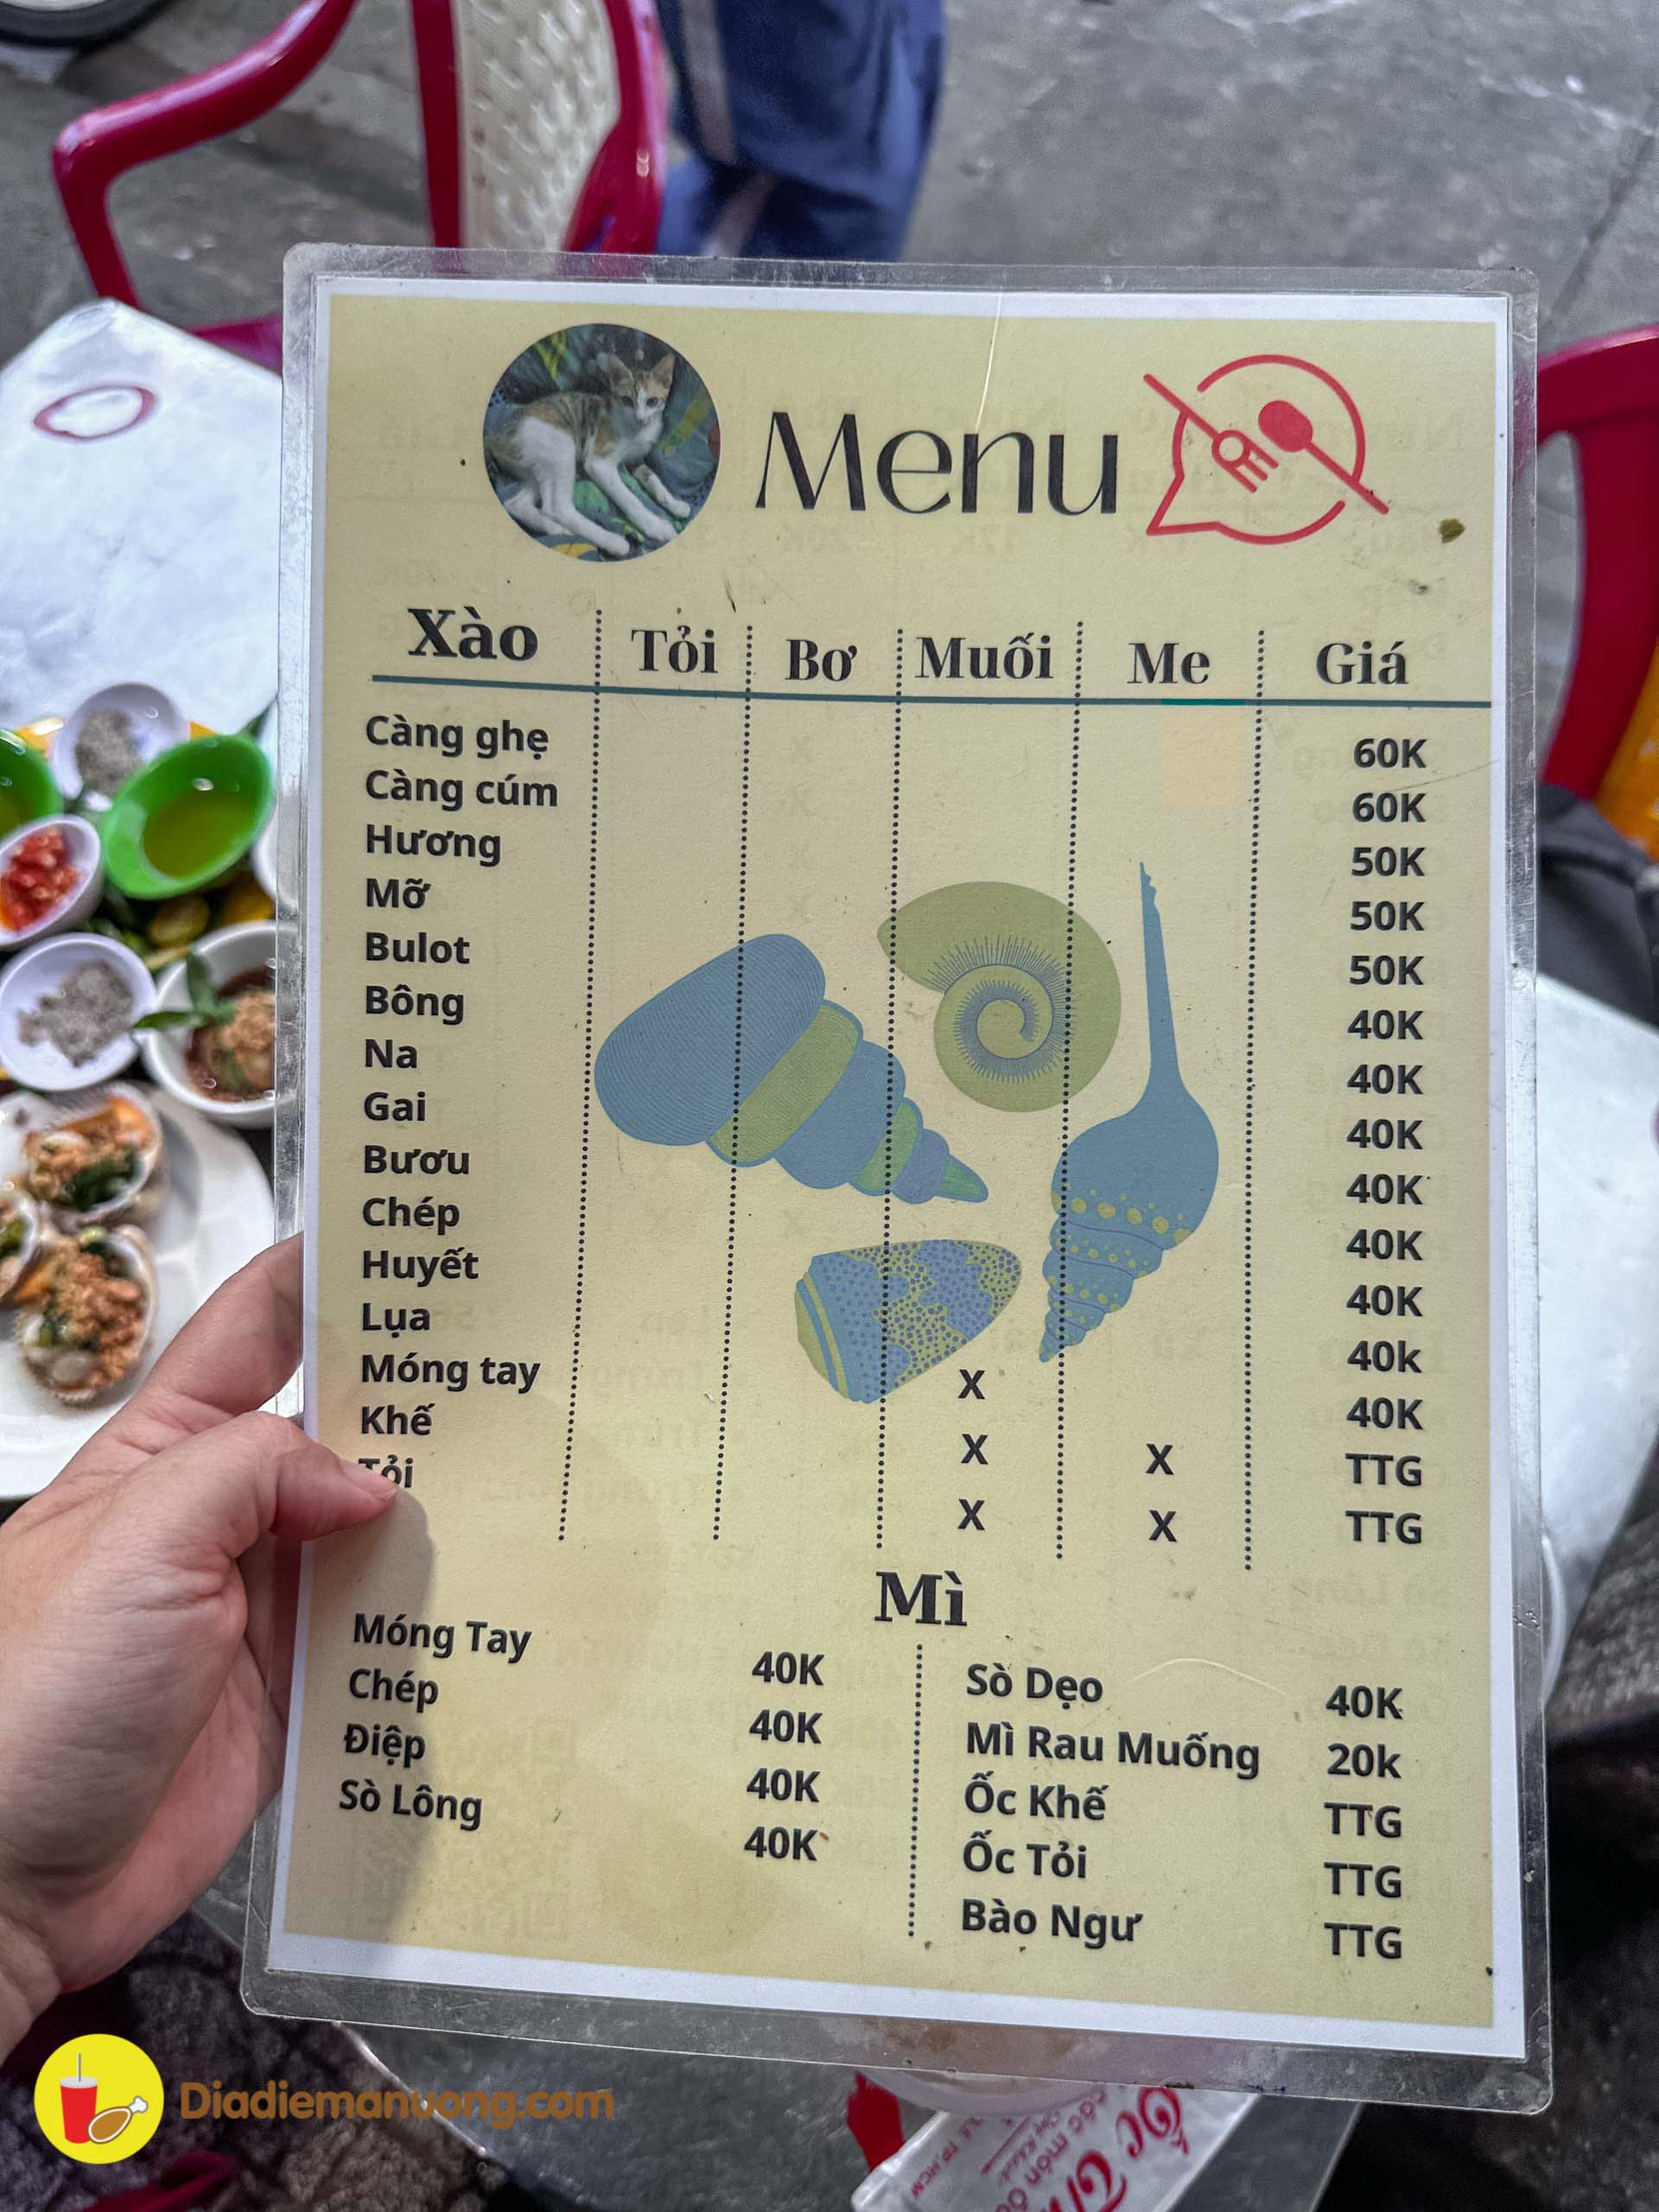 Menu
Xào Tỏi Bơ Muối Me Giá
Càng ghẹ 60K
Càng cúm 60K
Hương 50K
Mỡ 50K
Bulot 50K
Bông 40K
Na 40K
Gai 40K
Bươu 40K
Chép 40K
Huyết 40K
Lụa 40k
Móng tay X 40K
Khế X X TTG
Tỏi X X TTG
Mì
Móng Tay 40K
Chép 40K
Điệp 40K
Sò Lông 40K
Sò Dẹo 40K
Mì Rau Muống 20k
Ốc Khế TTG
Ốc Tỏi TTG
Bào Ngư TTG
Diadiemanuong.com